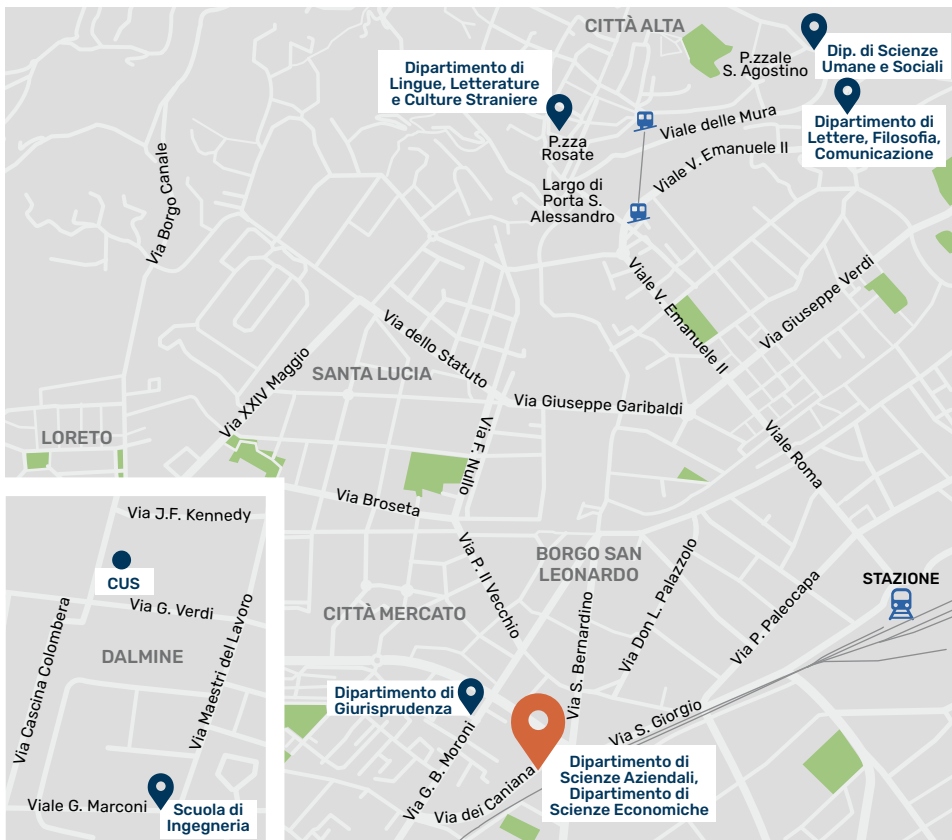 CITTÀ ALTA
P.zzale
S. Agostino
Dip. di Scienze
Umane e Sociali
Dipartimento di
Lingue, Letterature
e Culture Straniere
Dipartimento di
Lettere, Filosofia,
Comunicazione
Viale delle Mura
P.zza
Rosate
Viale V. Emanuele II
Largo di
Porta S.
Alessandro
Via Borgo Canale
Viale V. Emanuele II
Via Giuseppe Verdi
Via dello Statuto
SANTA LUCIA
Via XXIV Maggio
Via Giuseppe Garibaldi
LORETO
Via F. Nullo
Viale Roma
Via Broseta
Via P. Il Vecchio
BORGO SAN
LEONARDO
Via Don L. Palazzolo
STAZIONE
Via P. Paleocapa
CITTÀ MERCATO
Via S. Bernardino
Via S. Giorgio
Dipartimento di
Giurisprudenza
Via G. B. Moroni
Via dei Caniana
Dipartimento di
Scienze Aziendali,
Dipartimento di
Scienze Economiche
Via J.F. Kennedy
CUS
Via G. Verdi
Via Cascina Colombera
DALMINE
Via Maestri del Lavoro
Viale G. Marconi
Scuola di
Ingegneria